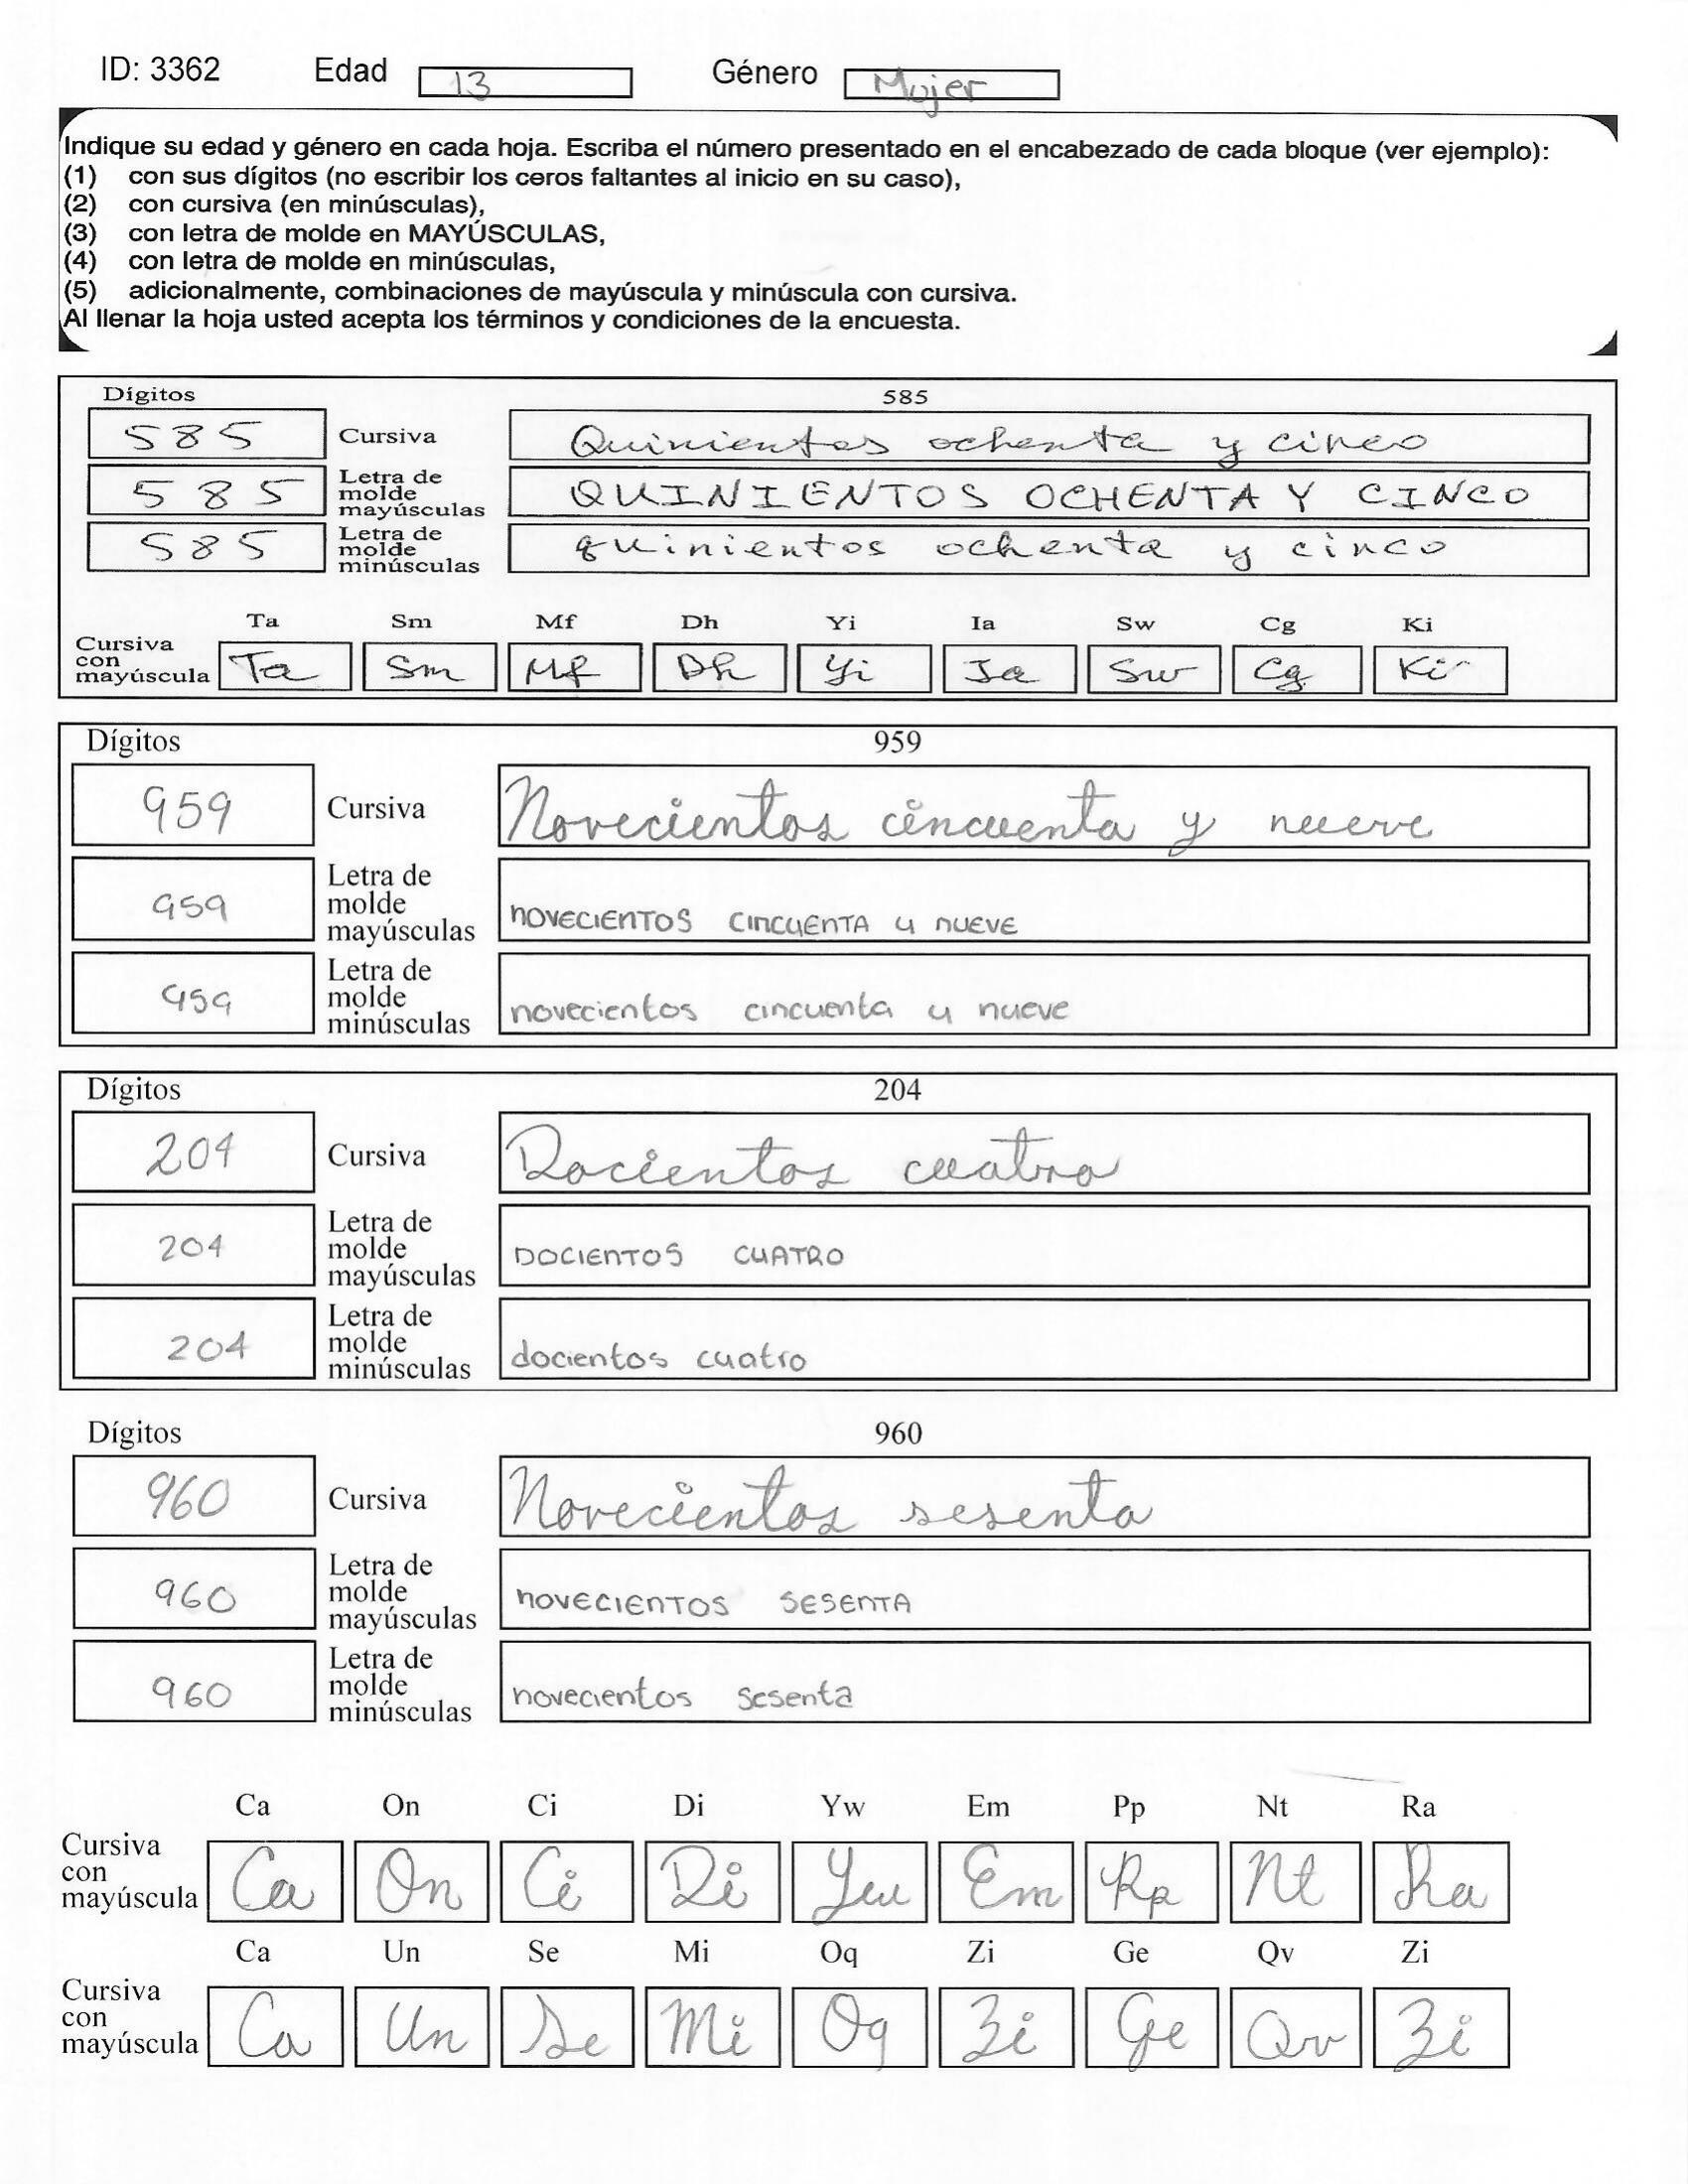 ID: 3362 Edad 13 Género Mujer
Indique su edad y género en cada hoja. Escriba el número presentado en el encabezado de cada bloque (ver ejemplo):
(1) con sus dígitos (no escribir los ceros faltantes al inicio en su caso),
(2) con cursiva (en minúsculas),
(3) con letra de molde en MAYÚSCULAS,
(4) con letra de molde en minúsculas,
(5) adicionalmente, combinaciones de mayúscula y minúscula con cursiva.
Al llenar la hoja usted acepta los términos y condiciones de la encuesta.
Dígitos 585
585 Cursiva Quinientos ochenta y cinco
585 Letra de molde mayúsculas QUINIENTOS OCHENTA Y CINCO
585 Letra de molde minúsculas quinientos ochenta y cinco
Ta Sm Mf Dh Yi Ia Sw Cg Ki
Cursiva con mayúscula Ta Sm Mf Dh Yi Ia Sw Cg Ki
Dígitos 959
959 Cursiva Novecientos cincuenta y nueve
959 Letra de molde mayúsculas NOVECIENTOS CINCUENTA y NUEVE
959 Letra de molde minúsculas novecientos cincuenta y nueve
Dígitos 204
204 Cursiva Docientos cuatro
204 Letra de molde mayúsculas DOCIENTOS CUATRO
204 Letra de molde minúsculas docientos cuatro
Dígitos 960
960 Cursiva Novecientos sesenta
960 Letra de molde mayúsculas NOVECIENTOS SESENTA
960 Letra de molde minúsculas novecientos sesenta
Ca On Ci Di Yw Em Pp Nt Ra
Cursiva con mayúscula Ca On Ci Di Yw Em Pp Nt Ra
Ca Un Se Mi Oq Zi Ge Qv Zi
Cursiva con mayúscula Ca Un Se Mi Oq Zi Ge Qv Zi